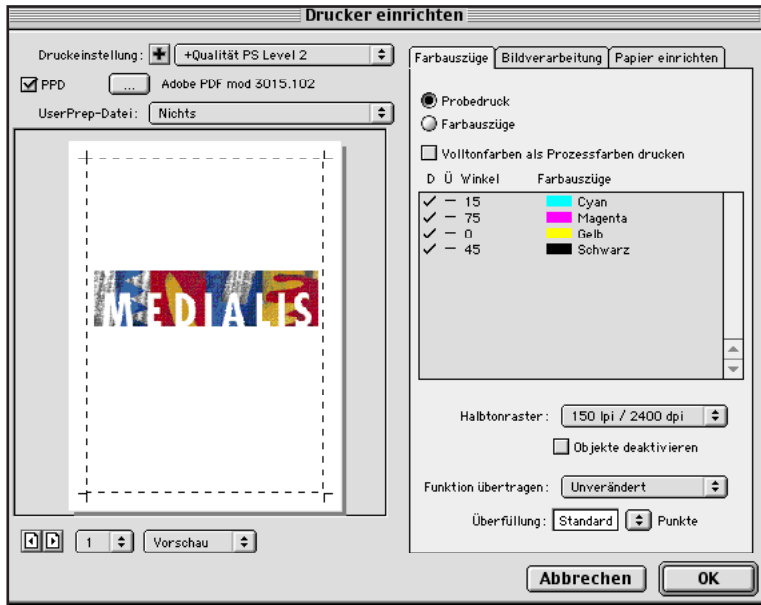 Drucker einrichten
Druckeinstellung: +Qualität PS Level 2
PPD ... Adobe PDF mod 3015.102
UserPrep-Datei: Nichts
MEDIALIS
1 Vorschau
Farbauszüge Bildverarbeitung Papier einrichten
Probedruck
Farbauszüge
Volltonfarben als Prozessfarben drucken
D Ü Winkel Farbauszüge
15 Cyan
75 Magenta
0 Gelb
45 Schwarz
Halbtonraster: 150 lpi / 2400 dpi
Objekte deaktivieren
Funktion übertragen: Unverändert
Überfüllung: Standard Punkte
Abbrechen OK